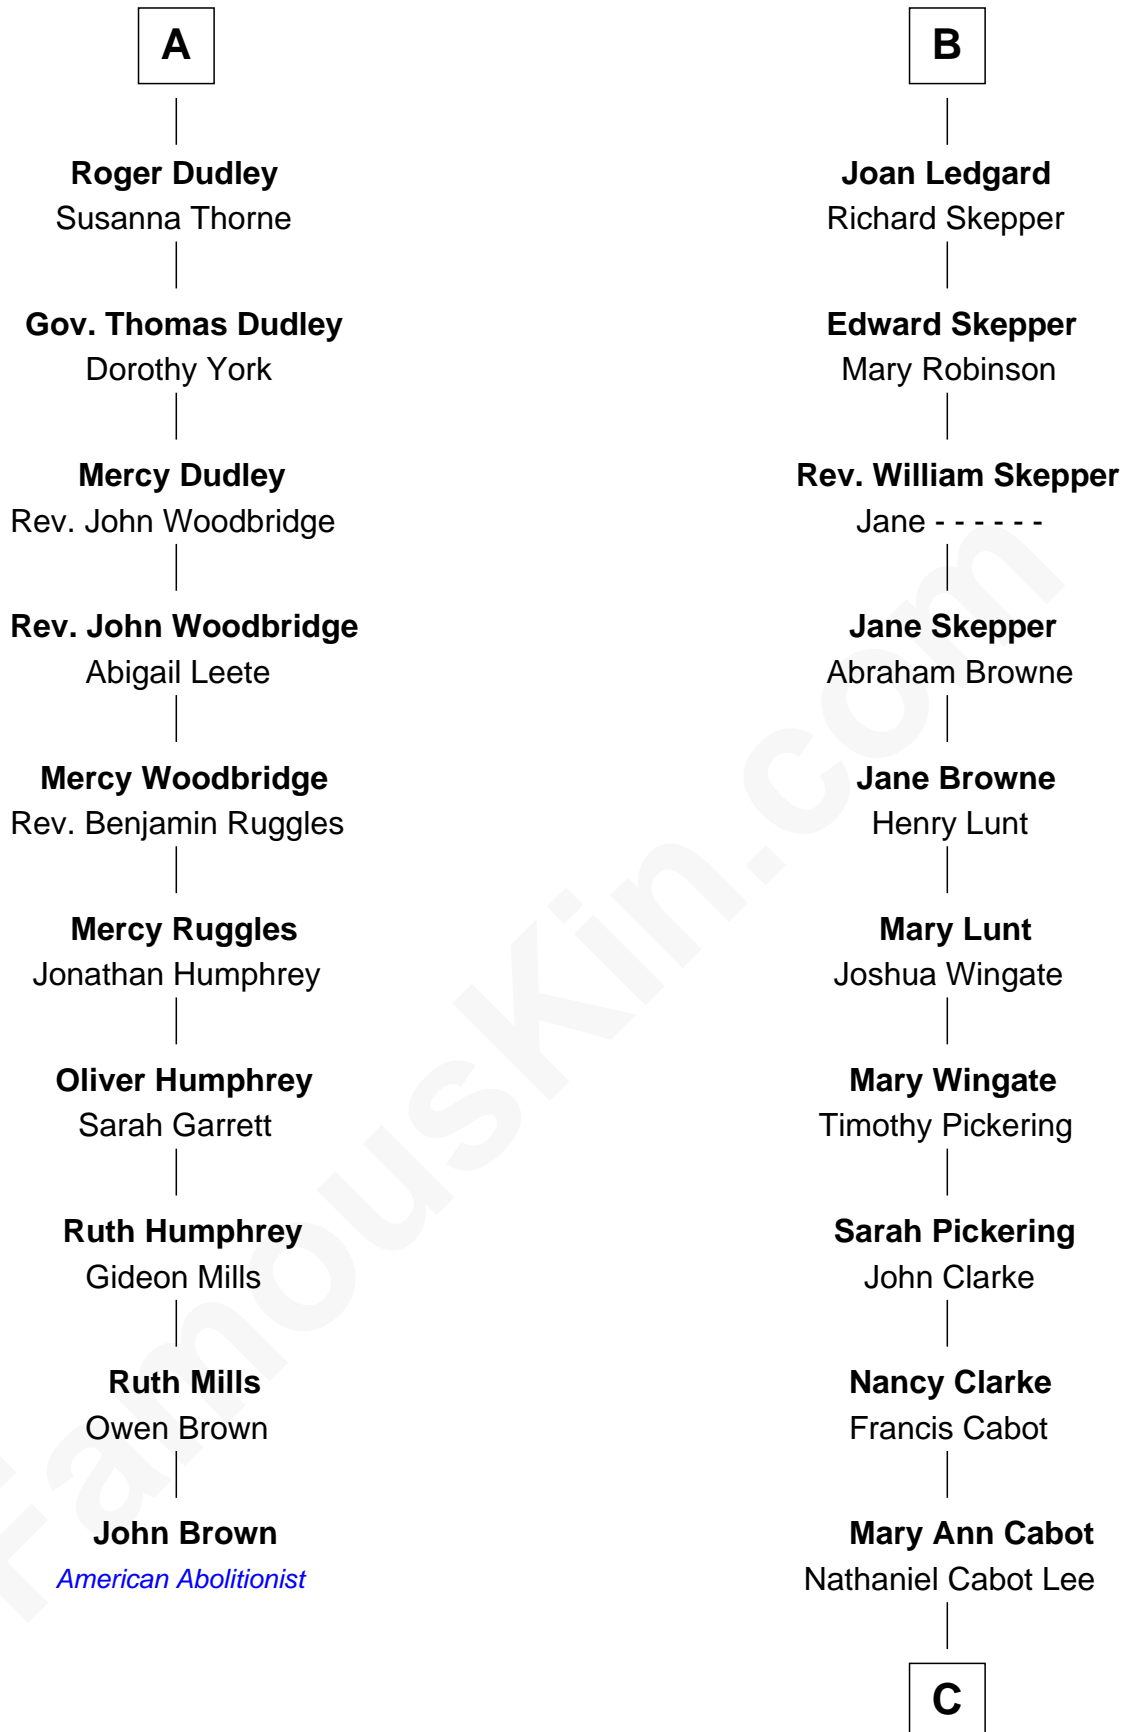 A
Roger Dudley
Susanna Thorne
Gov. Thomas Dudley
Dorothy York
Mercy Dudley
Rev. John Woodbridge
Rev. John Woodbridge
Abigail Leete
Mercy Woodbridge
Rev. Benjamin Ruggles
Mercy Ruggles
Jonathan Humphrey
Oliver Humphrey
Sarah Garrett
Ruth Humphrey
Gideon Mills
Ruth Mills
Owen Brown
John Brown
American Abolitionist
B
Joan Ledgard
Richard Skepper
Edward Skepper
Mary Robinson
Rev. William Skepper
Jane - - - - - -
Jane Skepper
Abraham Browne
Jane Browne
Henry Lunt
Mary Lunt
Joshua Wingate
Mary Wingate
Timothy Pickering
Sarah Pickering
John Clarke
Nancy Clarke
Francis Cabot
Mary Ann Cabot
Nathaniel Cabot Lee
C
FamousKin.com